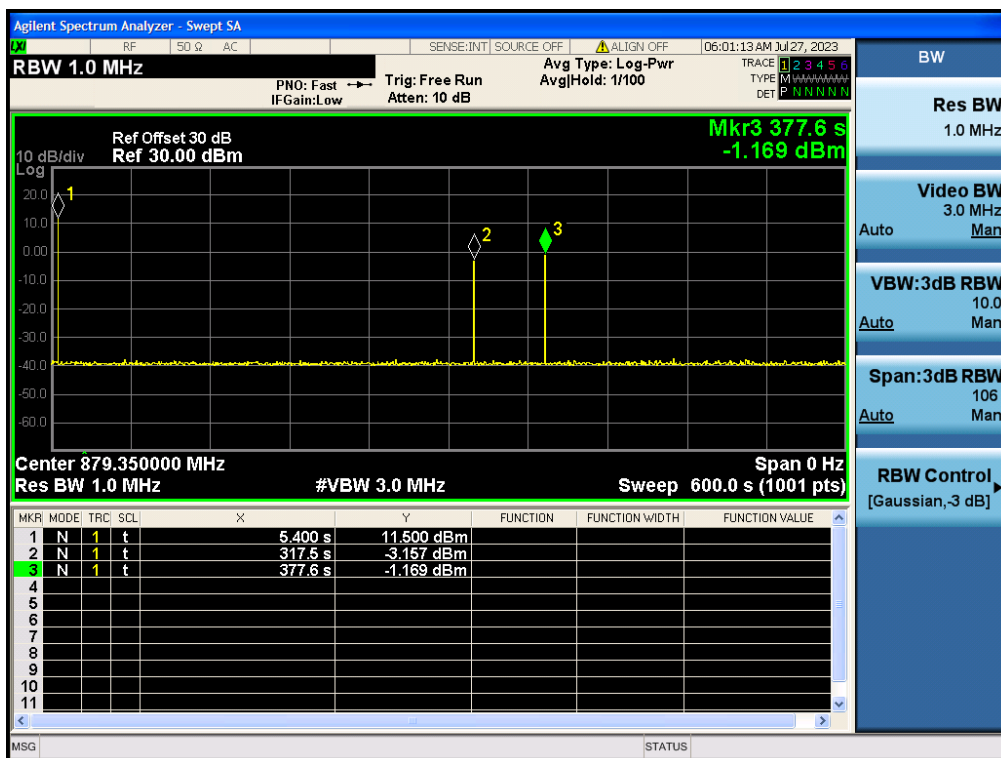 Agilent Spectrum Analyzer - Swept SA
LXI RF 50 Ω AC SENSE:INT SOURCE OFF ALIGN OFF 06:01:13 AM Jul 27, 2023
RBW 1.0 MHz
PNO: Fast
IFGain:Low
Trig: Free Run
Atten: 10 dB
Avg Type: Log-Pwr
Avg|Hold: 1/100
TRACE 1 2 3 4 5 6
TYPE M WWWWW
DET P N N N N N
Ref Offset 30 dB
10 dB/div Ref 30.00 dBm
Log
Mkr3 377.6 s
-1.169 dBm
20.0
10.0
0.00
-10.0
-20.0
-30.0
-40.0
-50.0
-60.0
1
2
3
Center 879.350000 MHz Span 0 Hz
Res BW 1.0 MHz #VBW 3.0 MHz Sweep 600.0 s (1001 pts)
MKR MODE TRC SCL X Y FUNCTION FUNCTION WIDTH FUNCTION VALUE
1 N 1 t 5.400 s 11.500 dBm
2 N 1 t 317.5 s -3.157 dBm
3 N 1 t 377.6 s -1.169 dBm
4
5
6
7
8
9
10
11
MSG STATUS
BW
Res BW
1.0 MHz
Video BW
3.0 MHz
Auto Man
VBW:3dB RBW
10.0
Auto Man
Span:3dB RBW
106
Auto Man
RBW Control
[Gaussian,-3 dB]